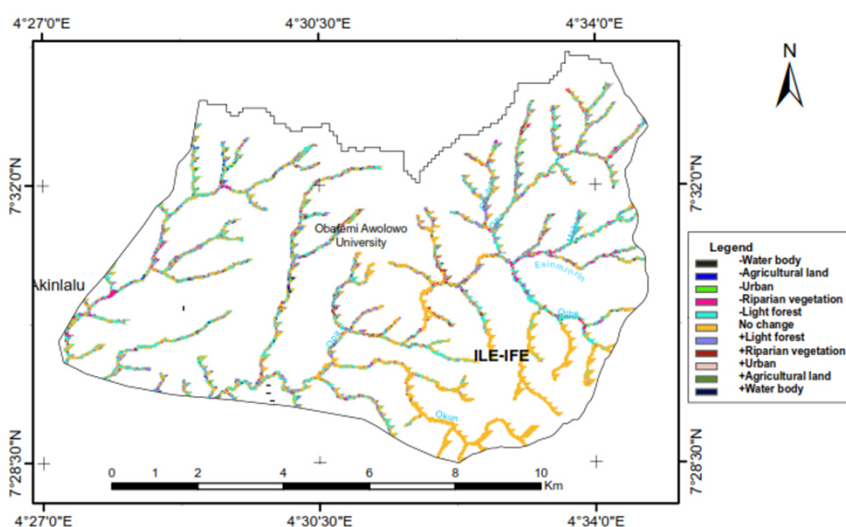 4°27'0"E
4°30'30"E
4°34'0"E
N
7°32'0"N
7°32'0"N
Obafemi Awolowo
University
Esinmirin
Akinlalu
Opa
ILE-IFE
Okun
7°28'30"N
7°28'30"N
0 1 2 4 6 8 10
Km
4°27'0"E
4°30'30"E
4°34'0"E
Legend
-Water body
-Agricultural land
-Urban
-Riparian vegetation
-Light forest
No change
+Light forest
+Riparian vegetation
+Urban
+Agricultural land
+Water body